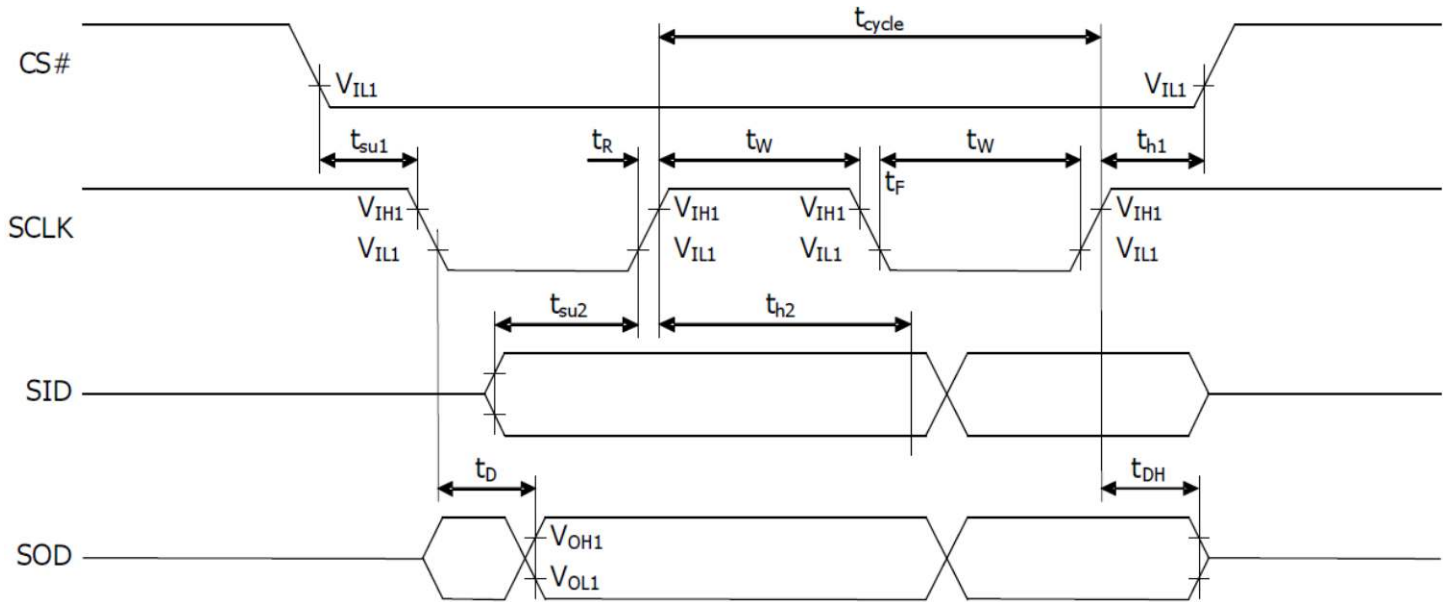 t_cycle
CS#
V_IL1 V_IL1
t_su1 t_R t_W t_W t_h1
t_F
V_IH1 V_IH1 V_IH1 V_IH1
SCLK
V_IL1 V_IL1 V_IL1 V_IL1
t_su2 t_h2
SID
t_D t_DH
V_OH1
SOD
V_OL1